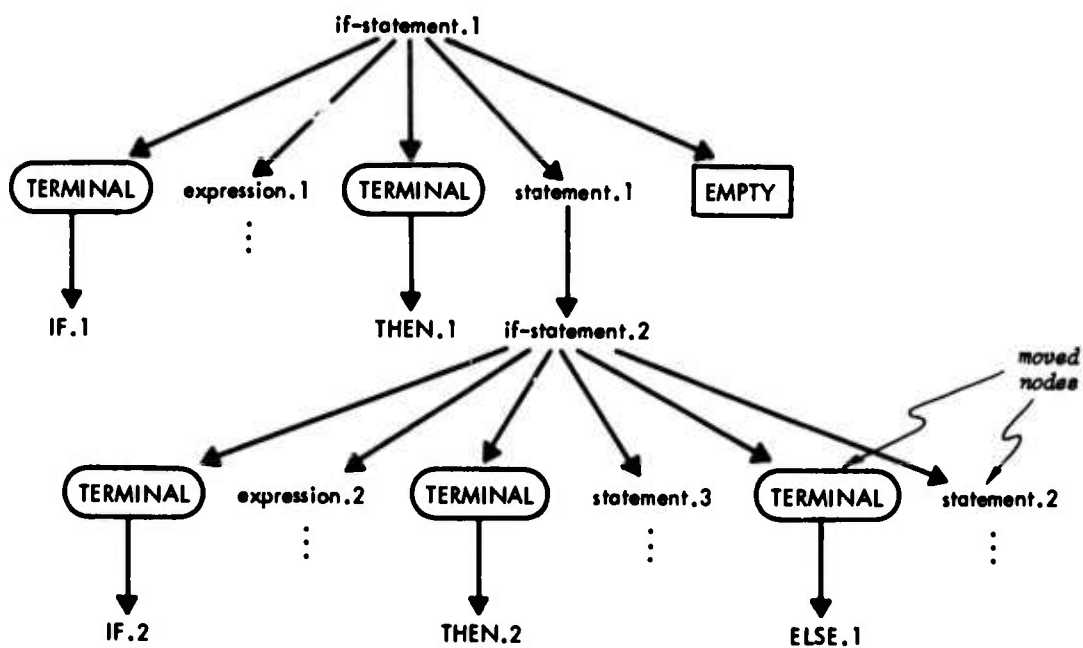 if-statement.1
TERMINAL expression.1 TERMINAL statement.1 EMPTY
IF.1 THEN.1 if-statement.2
moved
nodes
TERMINAL expression.2 TERMINAL statement.3 TERMINAL statement.2
IF.2 THEN.2 ELSE.1